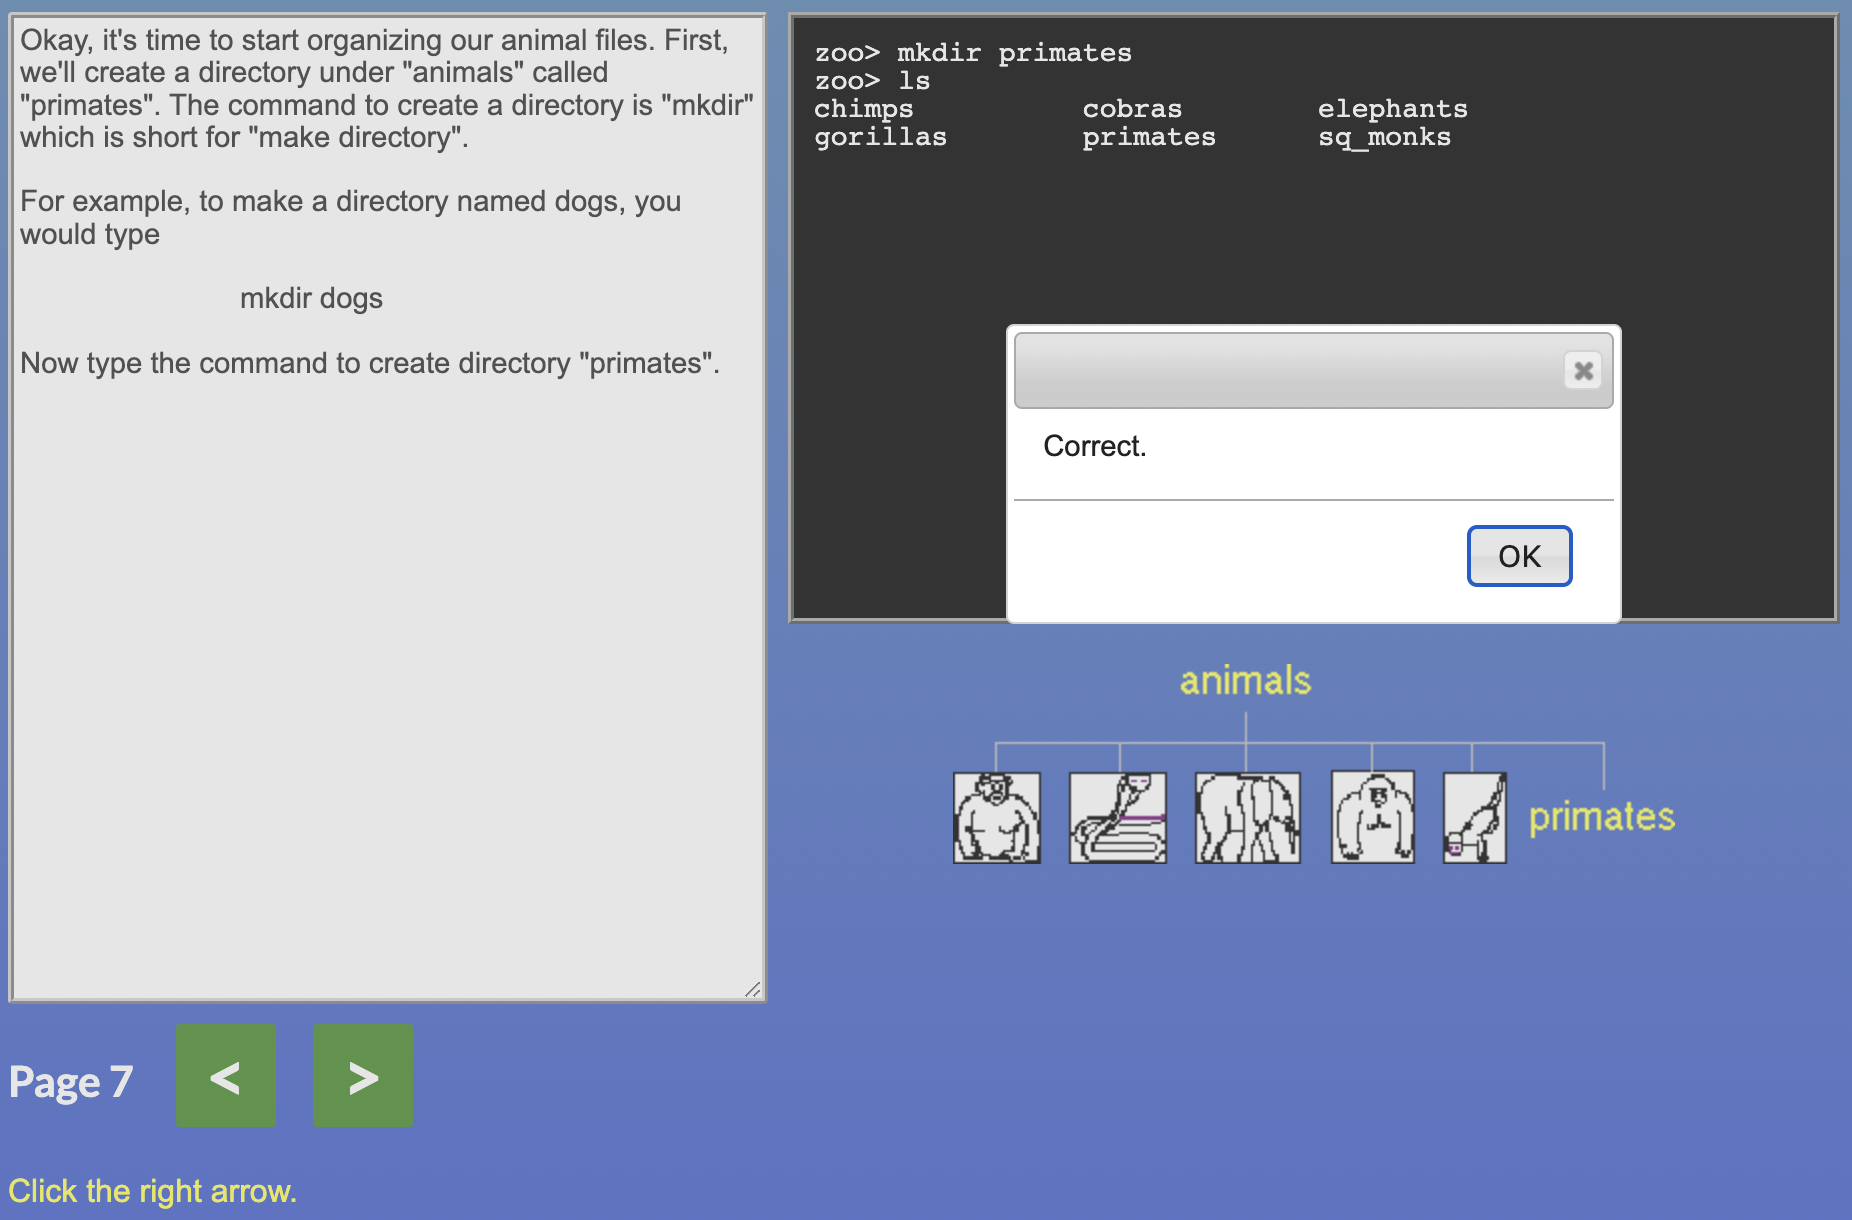 Okay, it's time to start organizing our animal files. First,
we'll create a directory under "animals" called
"primates". The command to create a directory is "mkdir"
which is short for "make directory".
For example, to make a directory named dogs, you
would type
mkdir dogs
Now type the command to create directory "primates".
zoo> mkdir primates
zoo> ls
chimps cobras elephants
gorillas primates sq_monks
Correct.
OK
animals
primates
Page 7 < >
Click the right arrow.